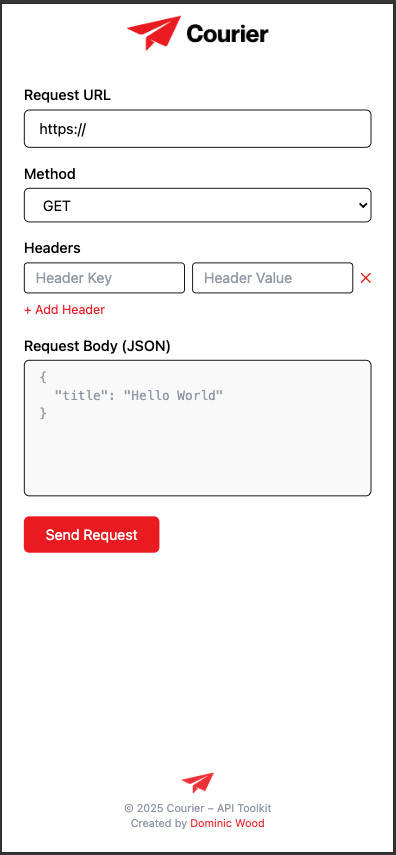 Courier
Request URL
https://
Method
GET
Headers
Header Key Header Value ×
+ Add Header
Request Body (JSON)
{
  "title": "Hello World"
}
Send Request
© 2025 Courier – API Toolkit
Created by Dominic Wood